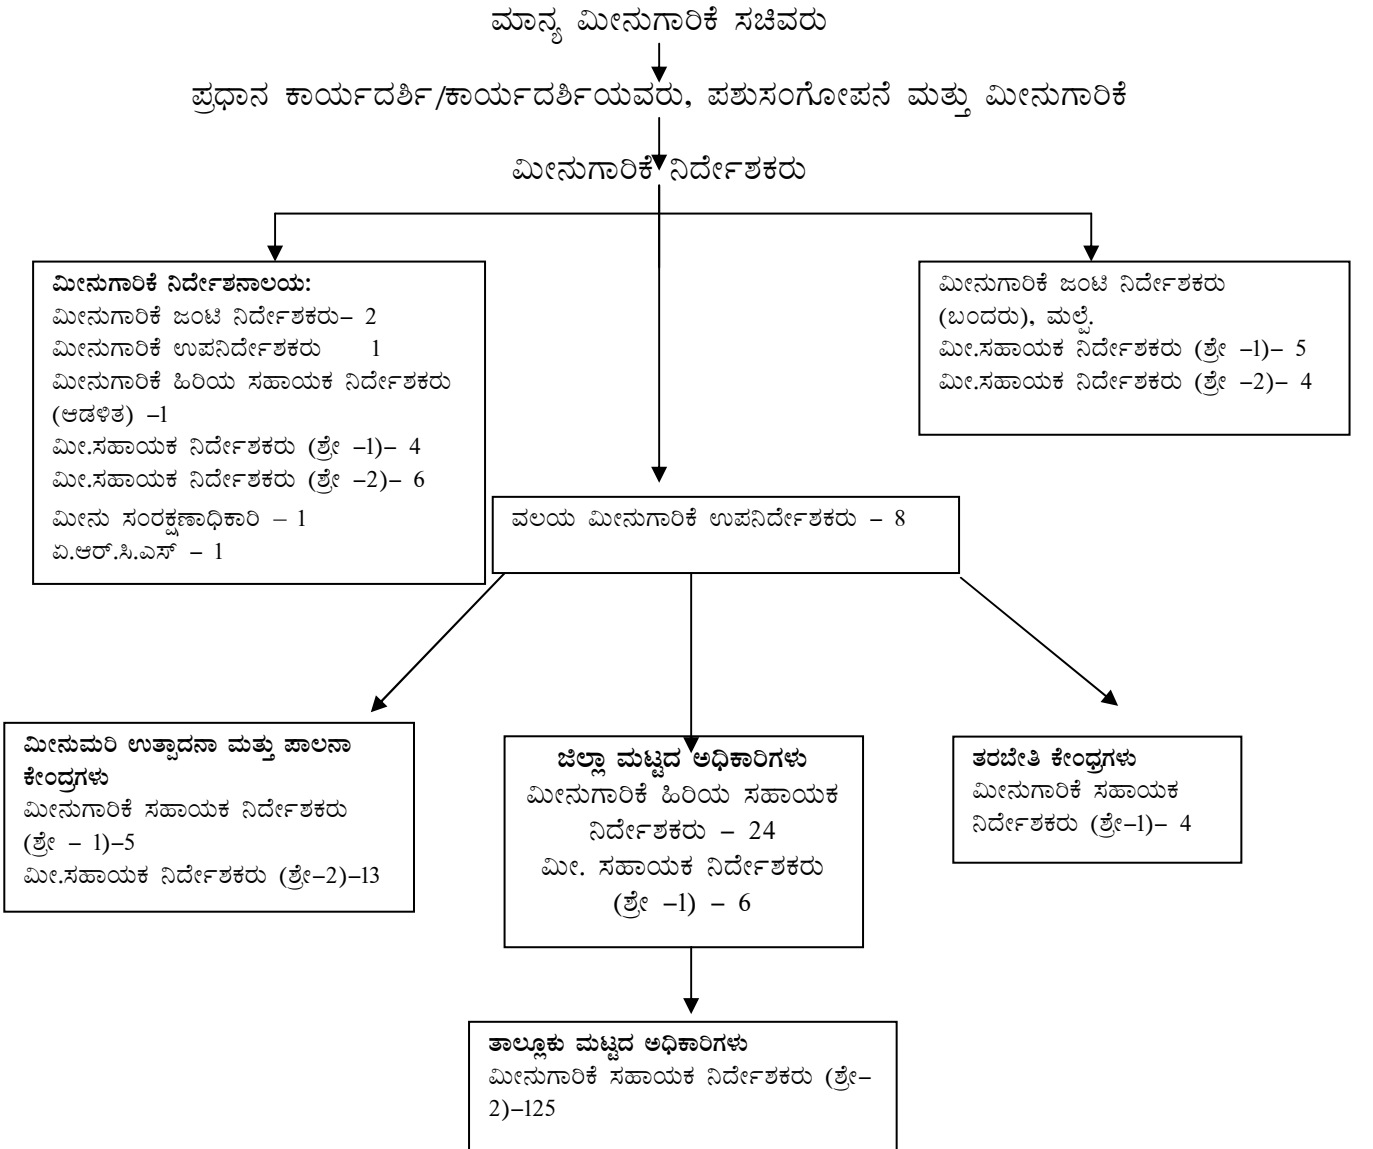 ಮಾನ್ಯ ಮೀನುಗಾರಿಕೆ ಸಚಿವರು
ಪ್ರಧಾನ ಕಾರ್ಯದರ್ಶಿ/ಕಾರ್ಯದರ್ಶಿಯವರು, ಪಶುಸಂಗೋಪನೆ ಮತ್ತು ಮೀನುಗಾರಿಕೆ
ಮೀನುಗಾರಿಕೆ ನಿರ್ದೇಶಕರು
ಮೀನುಗಾರಿಕೆ ನಿರ್ದೇಶನಾಲಯ:
ಮೀನುಗಾರಿಕೆ ಜಂಟಿ ನಿರ್ದೇಶಕರು– 2
ಮೀನುಗಾರಿಕೆ ಉಪನಿರ್ದೇಶಕರು 1
ಮೀನುಗಾರಿಕೆ ಹಿರಿಯ ಸಹಾಯಕ ನಿರ್ದೇಶಕರು
(ಆಡಳಿತ) –1
ಮೀ.ಸಹಾಯಕ ನಿರ್ದೇಶಕರು (ಶ್ರೇ –1)– 4
ಮೀ.ಸಹಾಯಕ ನಿರ್ದೇಶಕರು (ಶ್ರೇ –2)– 6
ಮೀನು ಸಂರಕ್ಷಣಾಧಿಕಾರಿ – 1
ಏ.ಆರ್.ಸಿ.ಎಸ್ – 1
ಮೀನುಗಾರಿಕೆ ಜಂಟಿ ನಿರ್ದೇಶಕರು
(ಬಂದರು), ಮಲ್ಪೆ.
ಮೀ.ಸಹಾಯಕ ನಿರ್ದೇಶಕರು (ಶ್ರೇ –1)– 5
ಮೀ.ಸಹಾಯಕ ನಿರ್ದೇಶಕರು (ಶ್ರೇ –2)– 4
ವಲಯ ಮೀನುಗಾರಿಕೆ ಉಪನಿರ್ದೇಶಕರು – 8
ಮೀನುಮರಿ ಉತ್ಪಾದನಾ ಮತ್ತು ಪಾಲನಾ
ಕೇಂದ್ರಗಳು
ಮೀನುಗಾರಿಕೆ ಸಹಾಯಕ ನಿರ್ದೇಶಕರು
(ಶ್ರೇ – 1)–5
ಮೀ.ಸಹಾಯಕ ನಿರ್ದೇಶಕರು (ಶ್ರೇ–2)–13
ಜಿಲ್ಲಾ ಮಟ್ಟದ ಅಧಿಕಾರಿಗಳು
ಮೀನುಗಾರಿಕೆ ಹಿರಿಯ ಸಹಾಯಕ
ನಿರ್ದೇಶಕರು – 24
ಮೀ. ಸಹಾಯಕ ನಿರ್ದೇಶಕರು
(ಶ್ರೇ –1) – 6
ತರಬೇತಿ ಕೇಂಧ್ರಗಳು
ಮೀನುಗಾರಿಕೆ ಸಹಾಯಕ
ನಿರ್ದೇಶಕರು (ಶ್ರೇ–1)– 4
ತಾಲ್ಲೂಕು ಮಟ್ಟದ ಅಧಿಕಾರಿಗಳು
ಮೀನುಗಾರಿಕೆ ಸಹಾಯಕ ನಿರ್ದೇಶಕರು (ಶ್ರೇ–
2)–125